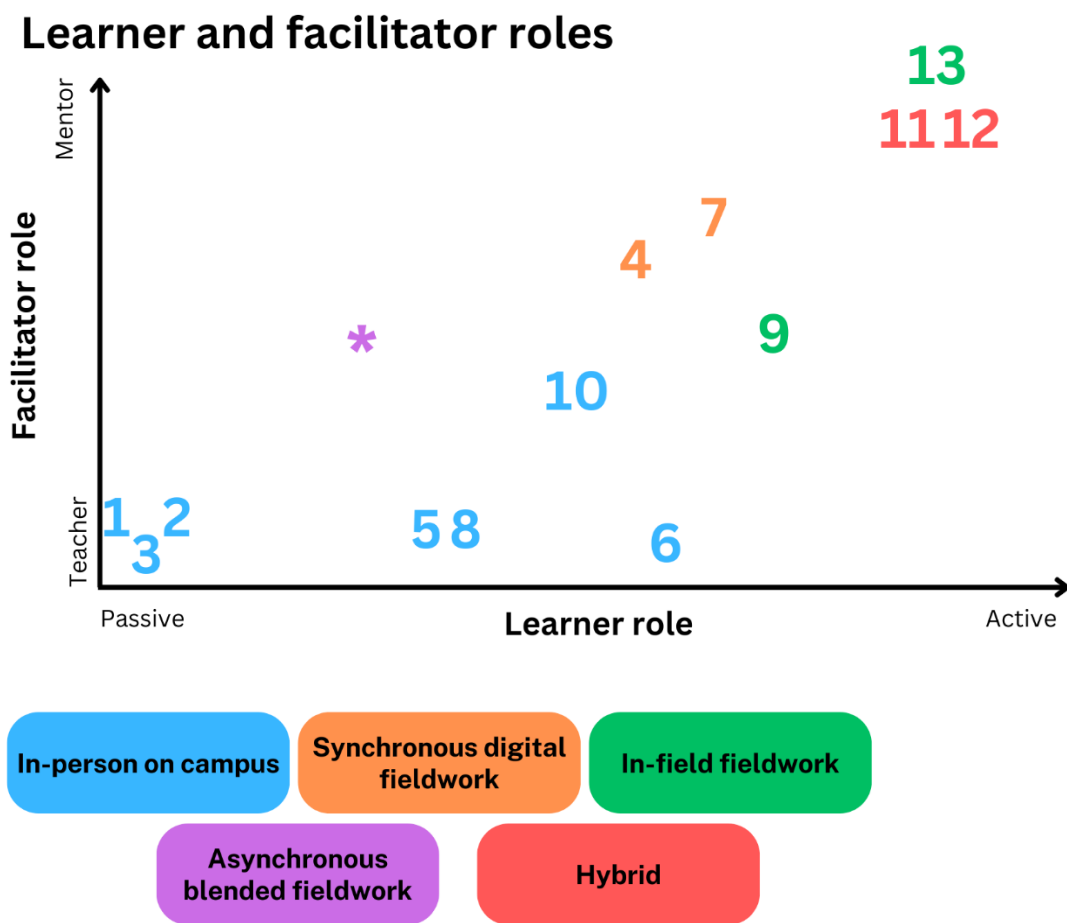 Learner and facilitator roles
Mentor
Facilitator role
Teacher
13
11 12
7
4
*
9
10
1 2
3
5 8
6
Passive
Learner role
Active
In-person on campus
Synchronous digital
fieldwork
In-field fieldwork
Asynchronous
blended fieldwork
Hybrid